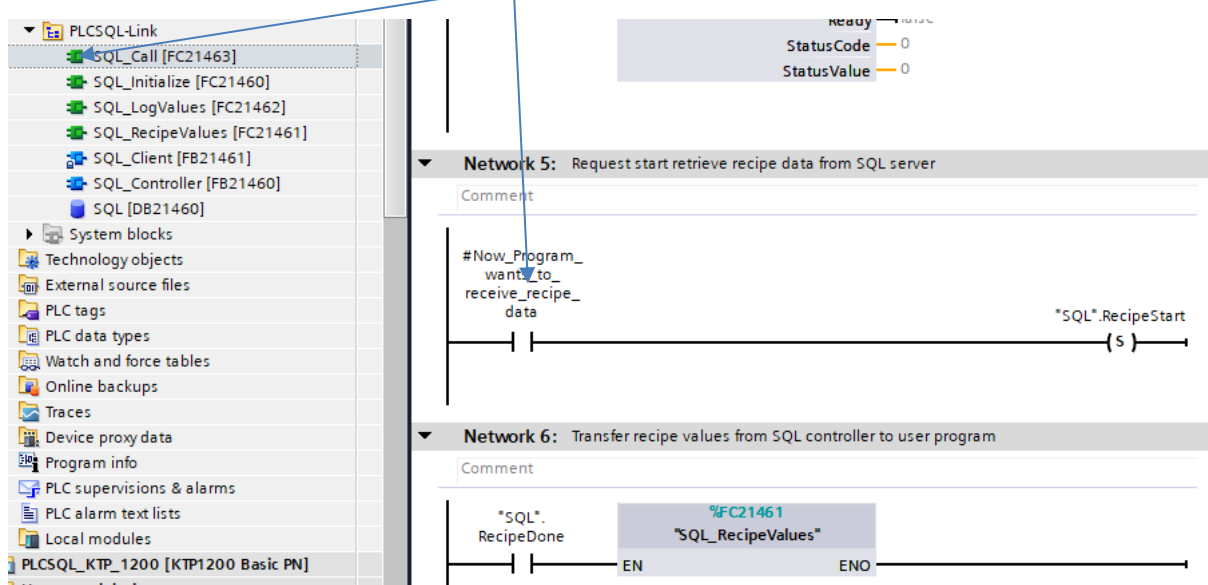 PLCSQL-Link
SQL_Call [FC21463]
SQL_Initialize [FC21460]
SQL_LogValues [FC21462]
SQL_RecipeValues [FC21461]
SQL_Client [FB21461]
SQL_Controller [FB21460]
SQL [DB21460]
System blocks
Technology objects
External source files
PLC tags
PLC data types
Watch and force tables
Online backups
Traces
Device proxy data
Program info
PLC supervisions & alarms
PLC alarm text lists
Local modules
PLCSQL_KTP_1200 [KTP1200 Basic PN]
Ready false
StatusCode 0
StatusValue 0
Network 5: Request start retrieve recipe data from SQL server
Comment
#Now_Program_
wants_to_
receive_recipe_
data
"SQL".RecipeStart
S
Network 6: Transfer recipe values from SQL controller to user program
Comment
"SQL".
RecipeDone
%FC21461
"SQL_RecipeValues"
EN ENO